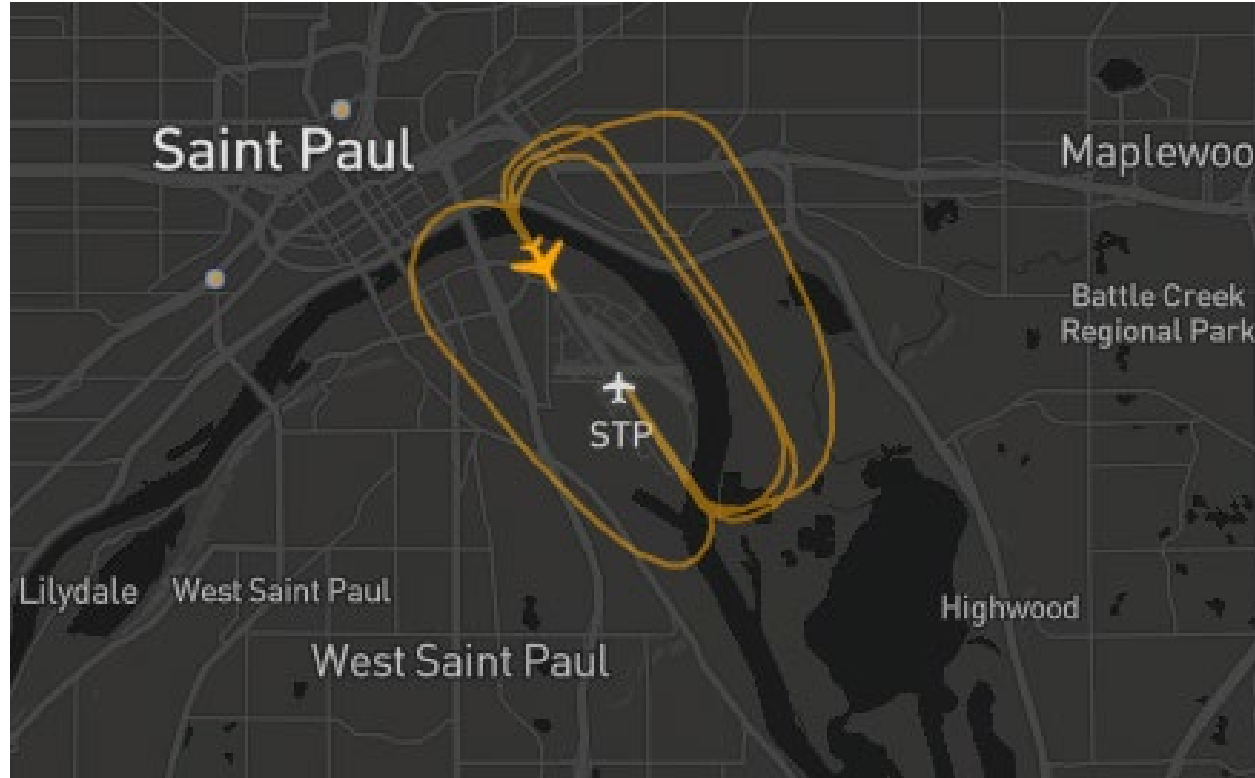 Saint Paul
Maplewoo
Battle Creek
Regional Park
STP
Lilydale
West Saint Paul
Highwood
West Saint Paul